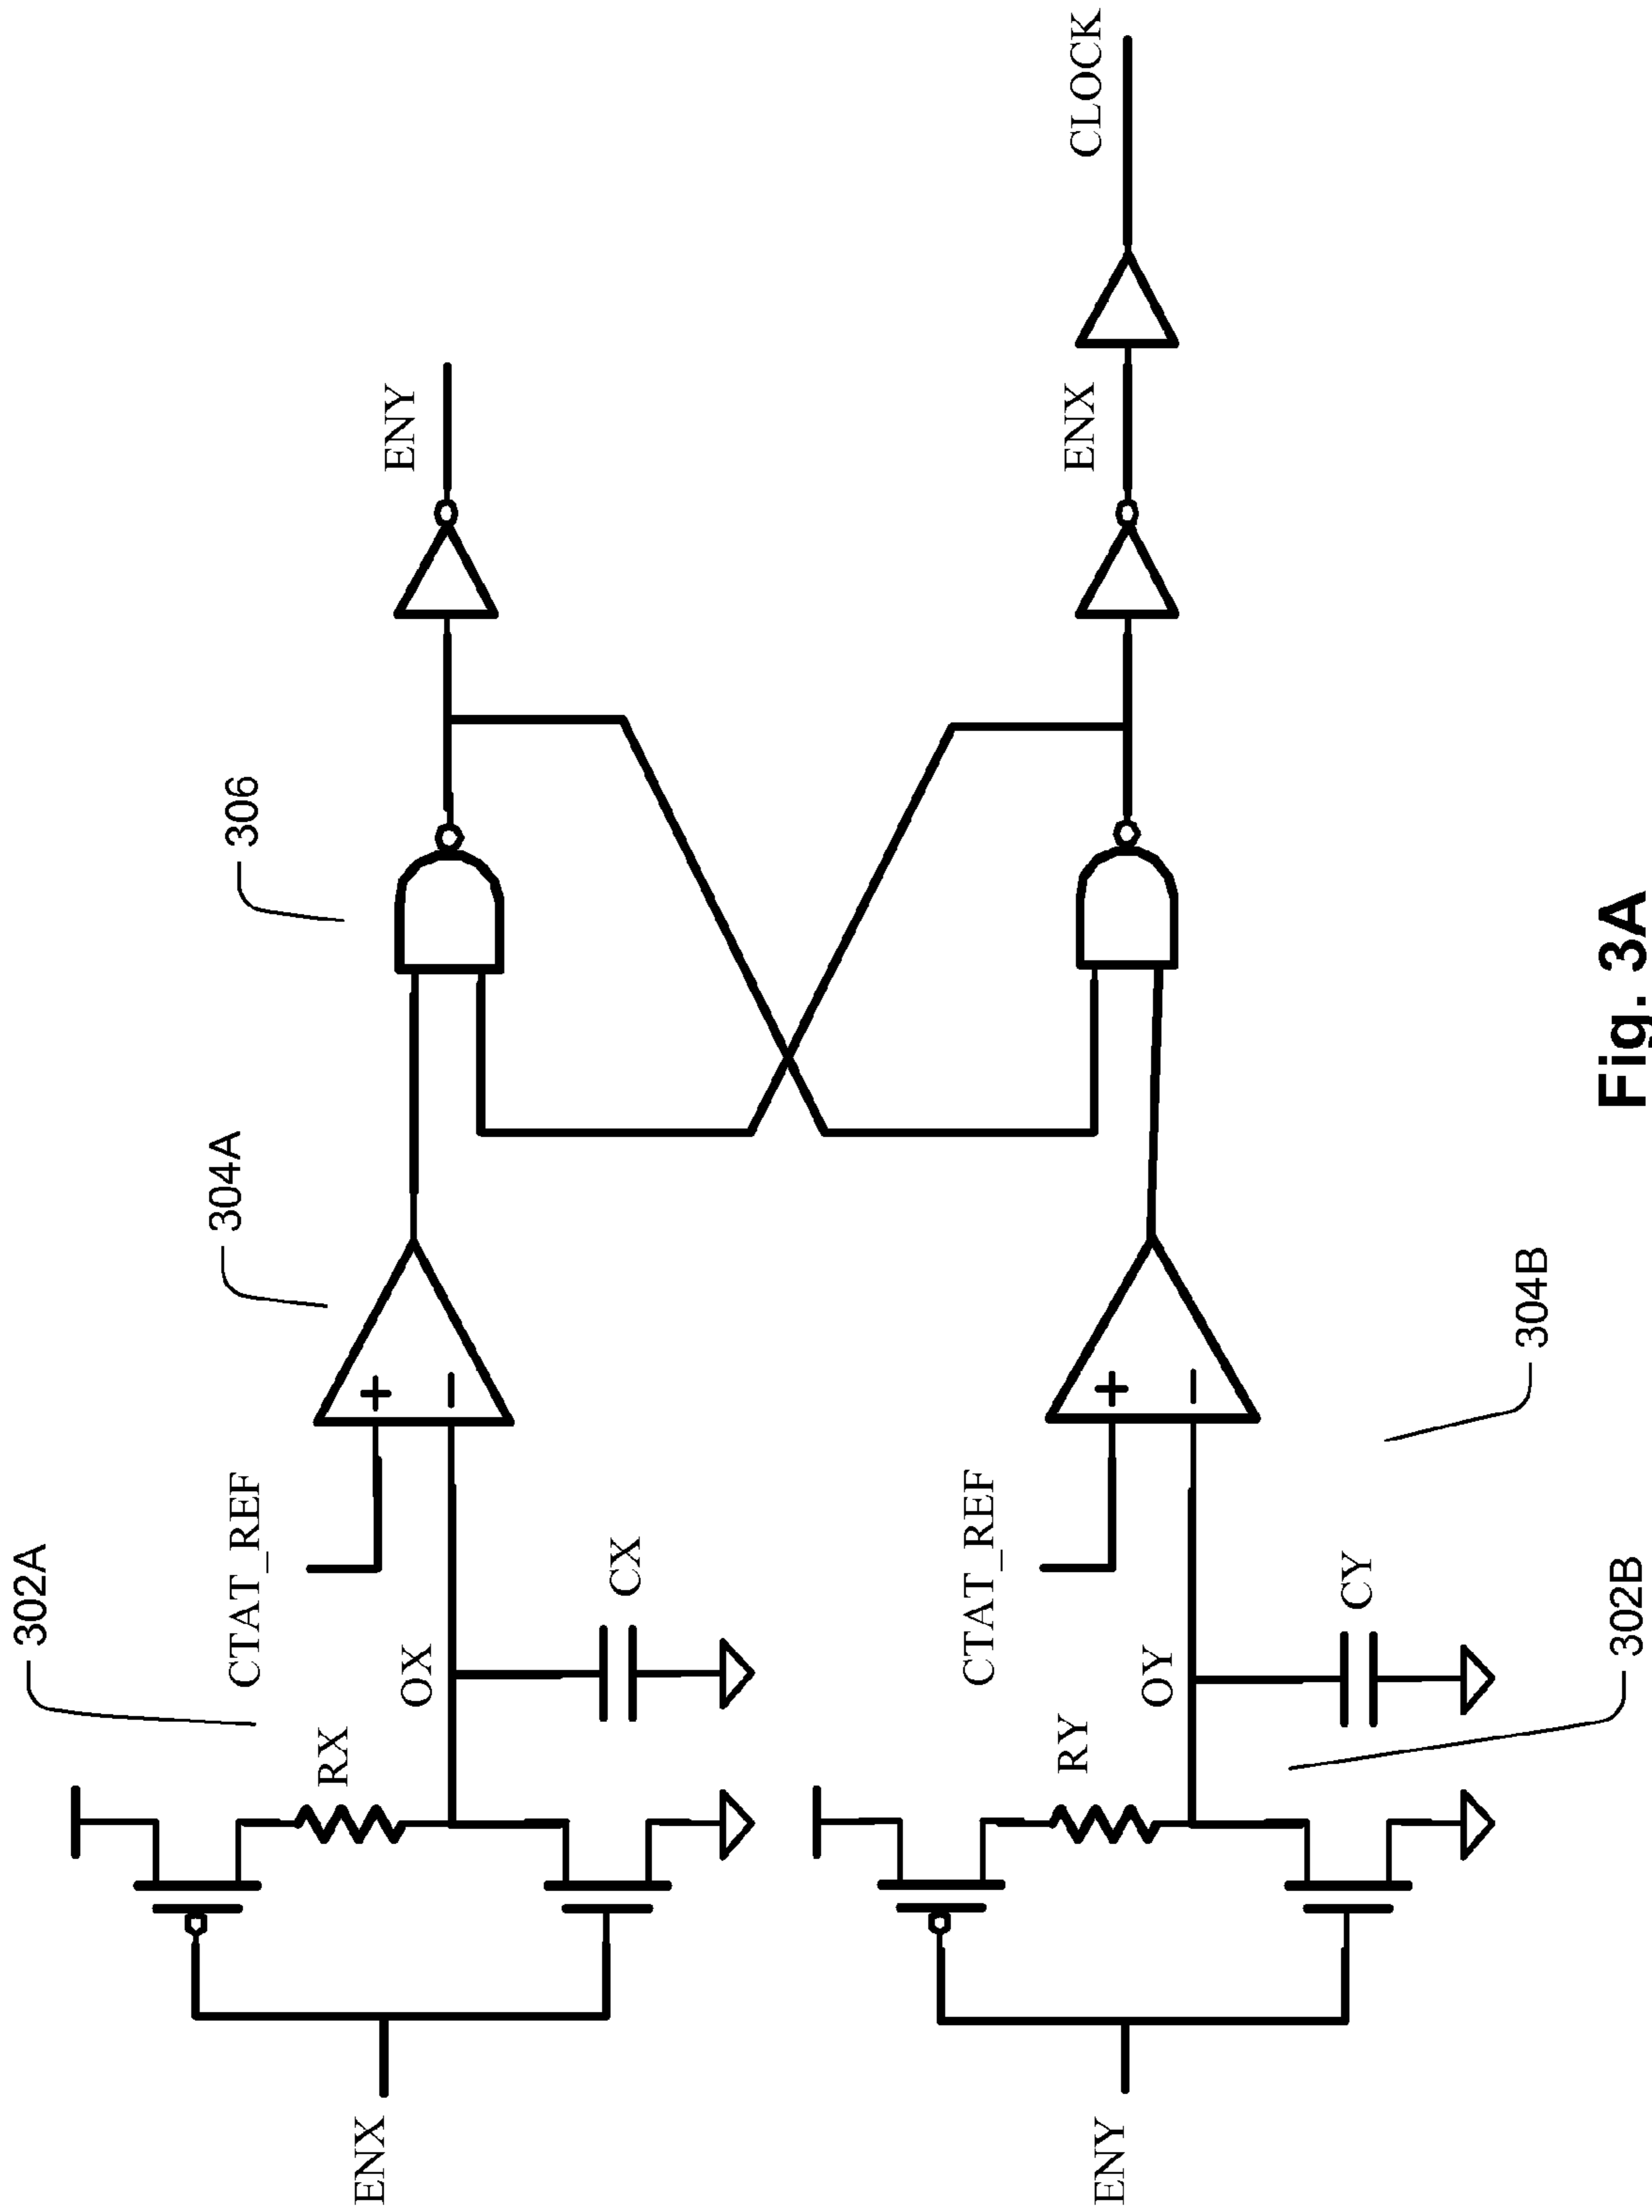 302A
304A
306
CTAT_REF
RX
OX
CX
+
−
ENX
ENY
CTAT_REF
RY
OY
CY
+
−
ENY
ENX
CLOCK
302B
304B
Fig. 3A